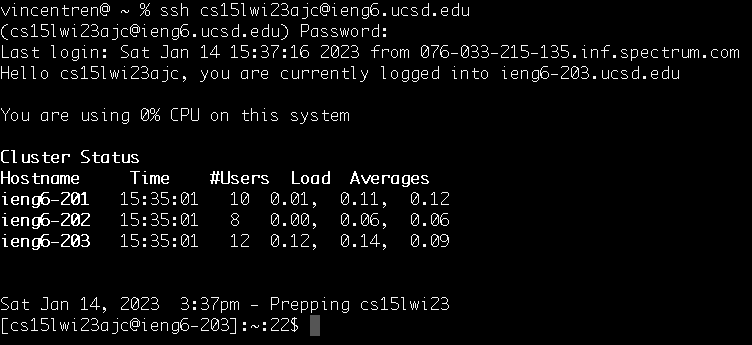 vincentren@ ~ % ssh cs15lwi23ajc@ieng6.ucsd.edu
(cs15lwi23ajc@ieng6.ucsd.edu) Password:
Last login: Sat Jan 14 15:37:16 2023 from 076-033-215-135.inf.spectrum.com
Hello cs15lwi23ajc, you are currently logged into ieng6-203.ucsd.edu
You are using 0% CPU on this system
Cluster Status
Hostname Time #Users Load Averages
ieng6-201 15:35:01 10 0.01, 0.11, 0.12
ieng6-202 15:35:01 8 0.00, 0.06, 0.06
ieng6-203 15:35:01 12 0.12, 0.14, 0.09
Sat Jan 14, 2023 3:37pm - Prepping cs15lwi23
[cs15lwi23ajc@ieng6-203]:~:22$